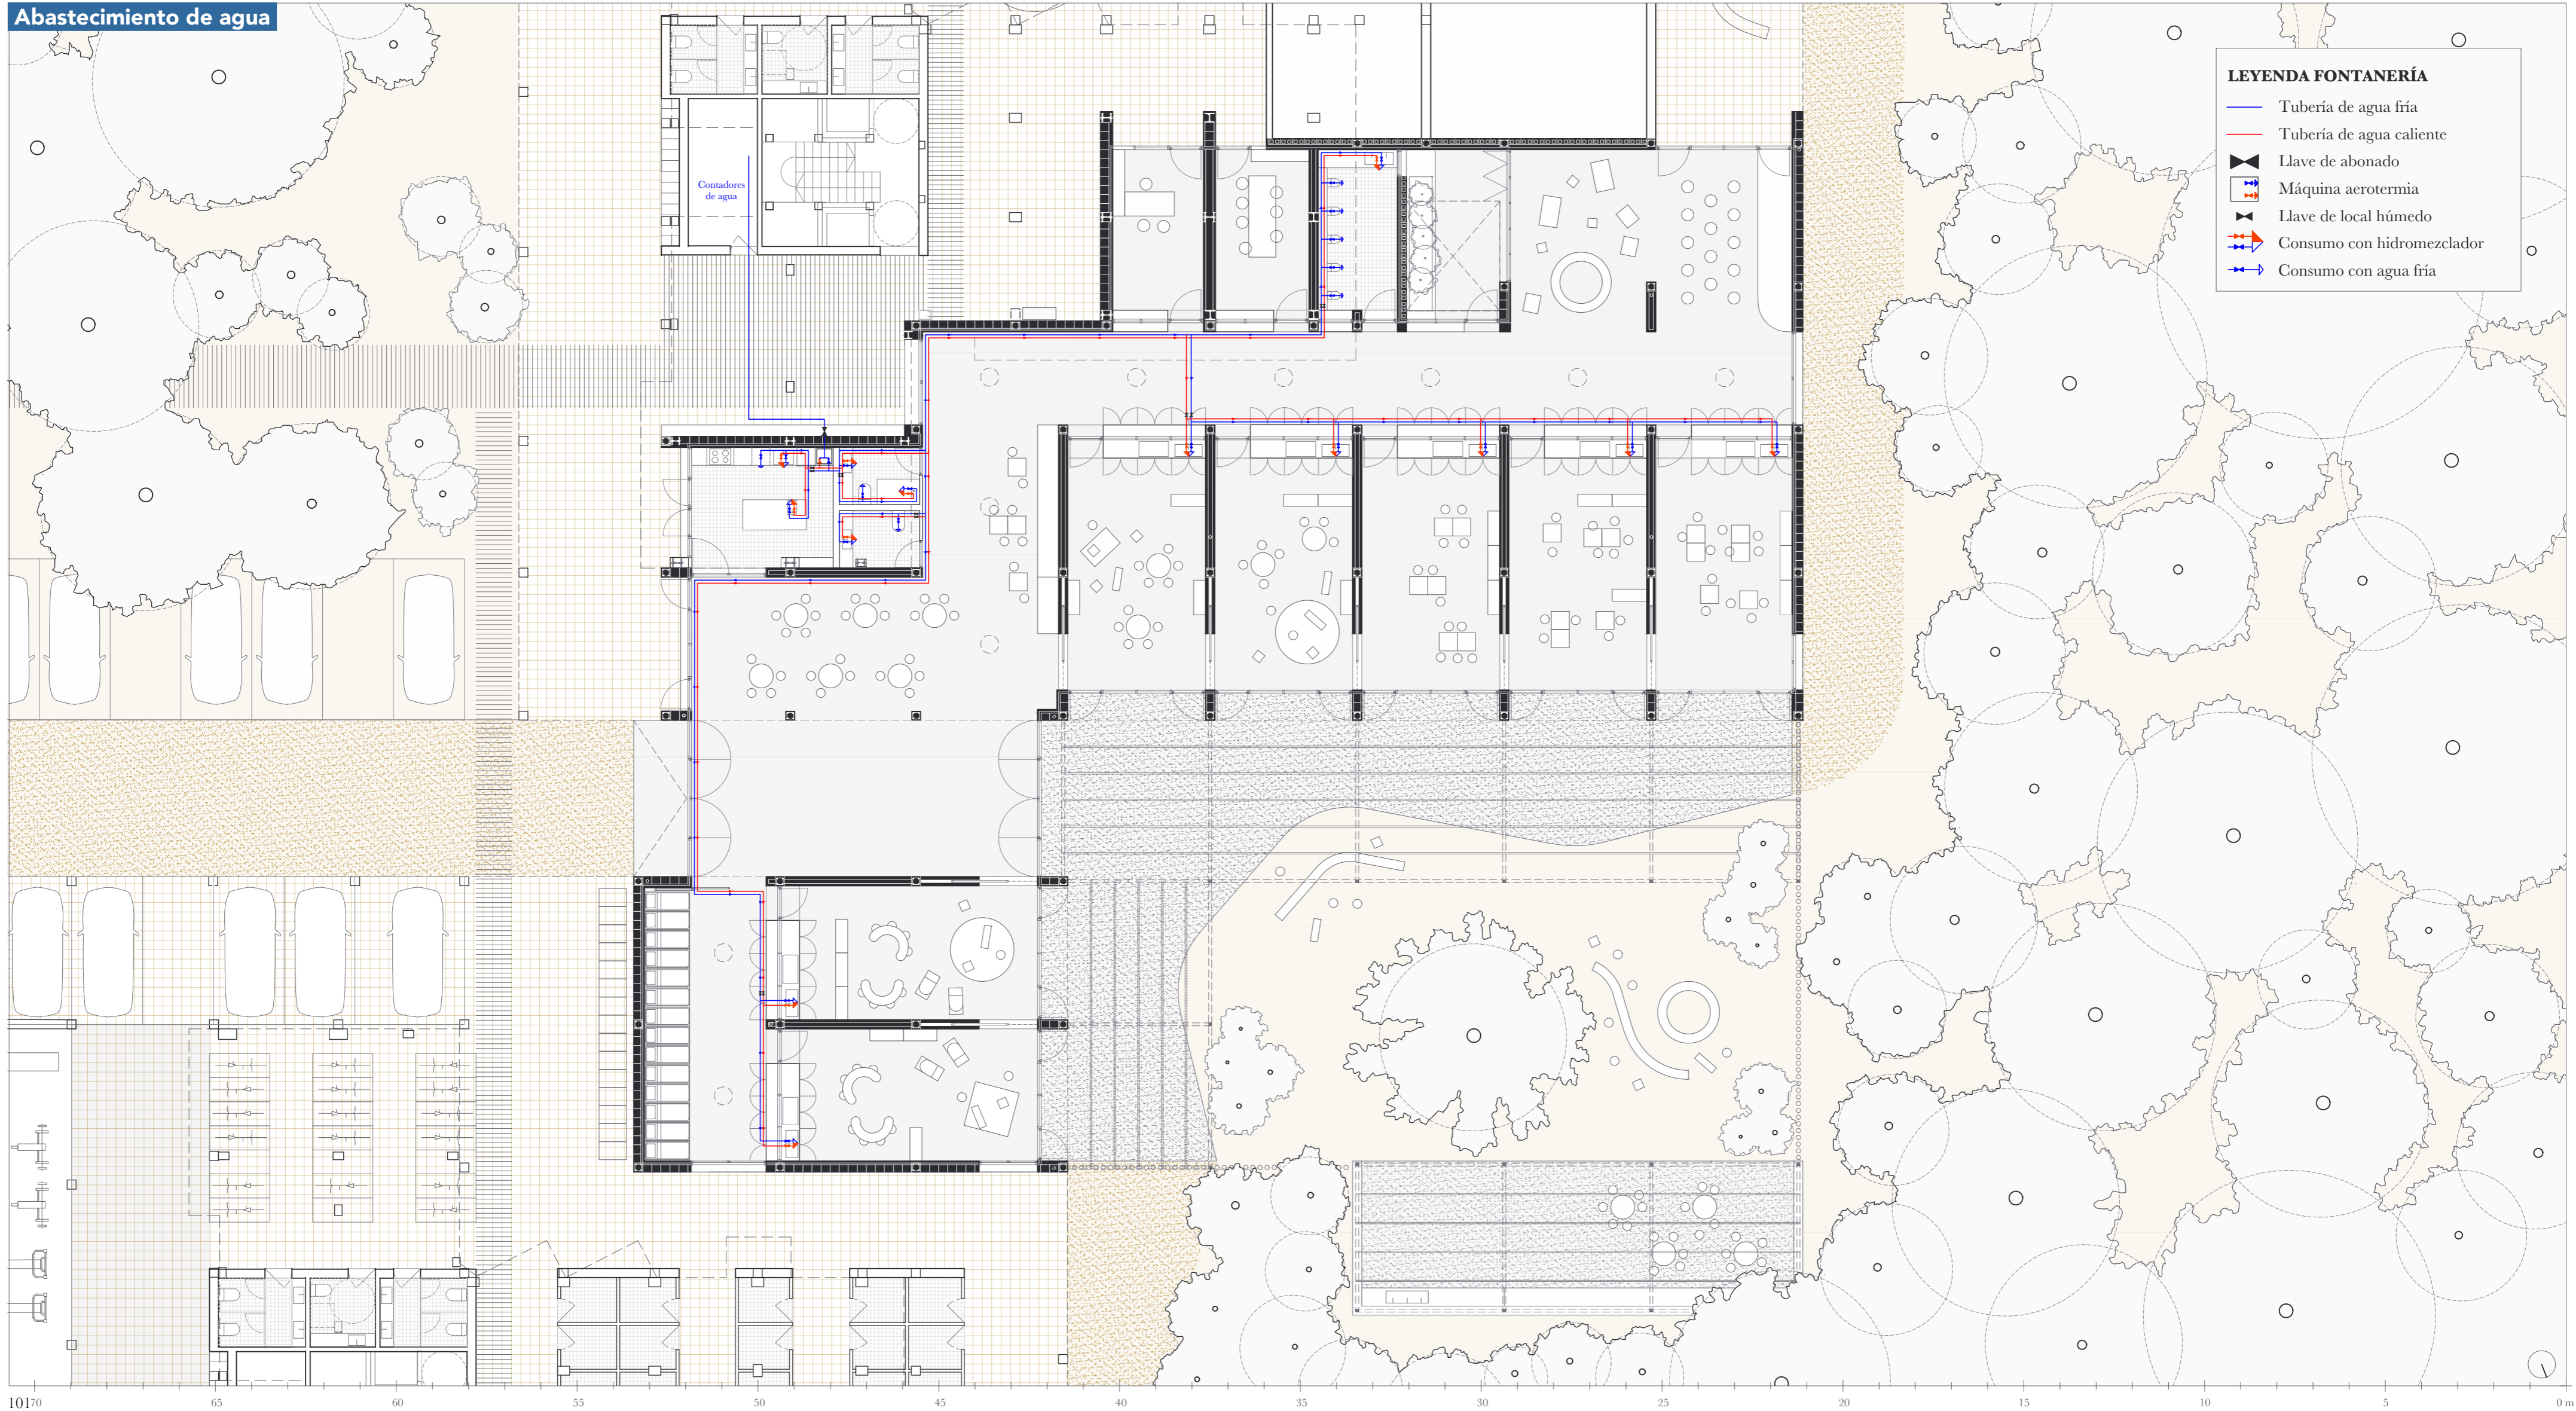 Abastecimiento de agua
LEYENDA FONTANERÍA
Tubería de agua fría
Tubería de agua caliente
Llave de abonado
Máquina aerotermia
Llave de local húmedo
Consumo con hidromezclador
Consumo con agua fría
Contadores
de agua
101
70 65 60 55 50 45 40 35 30 25 20 15 10 5 0 m